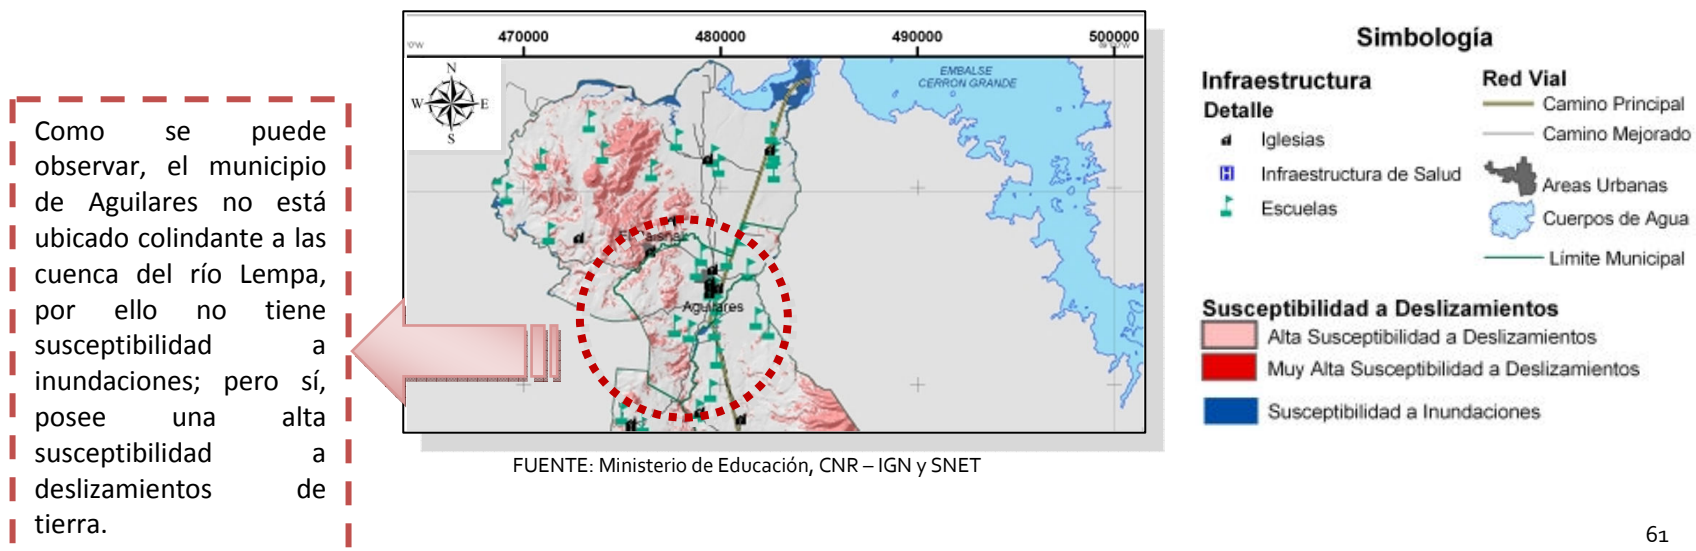 Como se puede
observar, el municipio
de Aguilares no está
ubicado colindante a las
cuenca del río Lempa,
por ello no tiene
susceptibilidad a
inundaciones; pero sí,
posee una alta
susceptibilidad a
deslizamientos de
tierra.
470000 480000 490000 500000
N
W E
S
EMBALSE
CERRON GRANDE
Aguilares
FUENTE: Ministerio de Educación, CNR – IGN y SNET
Simbología
Infraestructura
Detalle
Iglesias
H Infraestructura de Salud
Escuelas
Red Vial
Camino Principal
Camino Mejorado
Areas Urbanas
Cuerpos de Agua
Límite Municipal
Susceptibilidad a Deslizamientos
Alta Susceptibilidad a Deslizamientos
Muy Alta Susceptibilidad a Deslizamientos
Susceptibilidad a Inundaciones
61